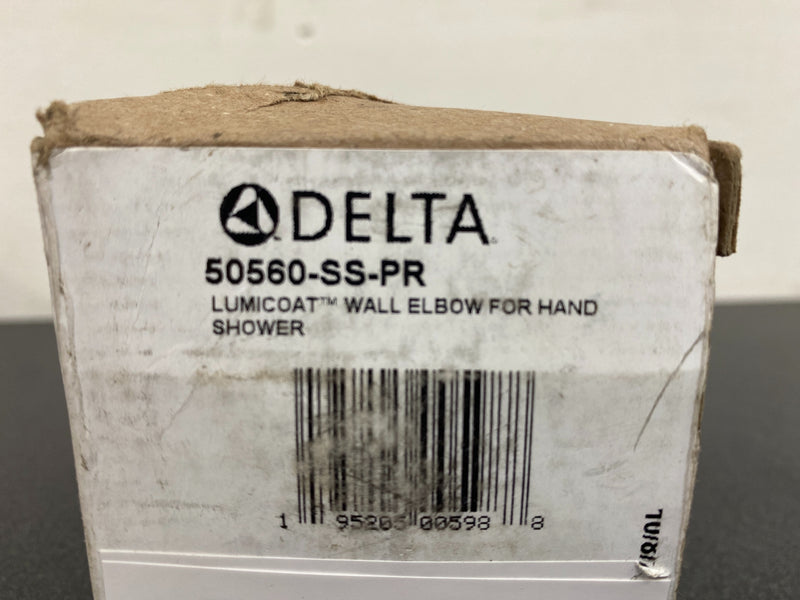 DELTA
50560-SS-PR
LUMICOAT™ WALL ELBOW FOR HAND
SHOWER
1 95205 00598 8